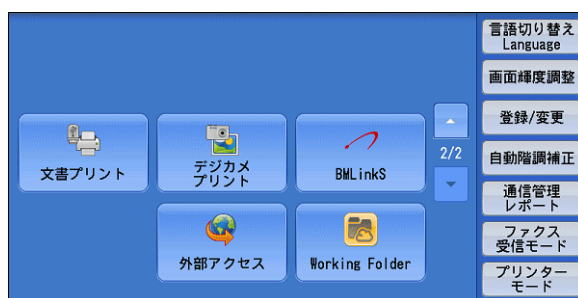 文書プリント
デジカメ
プリント
BMLinkS
2/2
外部アクセス
Working Folder
言語切り替え
Language
画面輝度調整
登録/変更
自動階調補正
通信管理
レポート
ファクス
受信モード
プリンター
モード